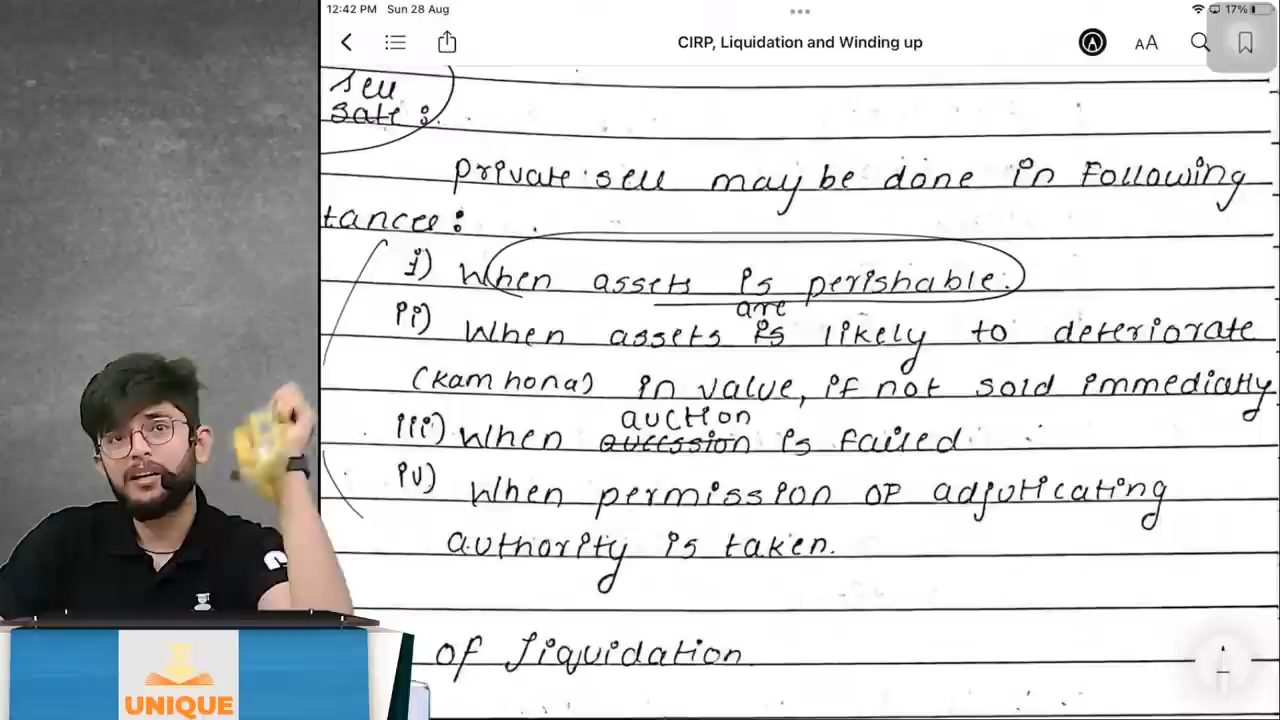 12:42 PM Sun 28 Aug
17%
CIRP, Liquidation and Winding up
AA
sell
sale:
private sell may be done in Following
tances:
i) When assets is perishable.
are
ii) When assets is likely to deteriorate
(kam hona) in value, if not sold immediatly
auction
iii) When is failed.
iv) When permission of adjuticating
authority is taken.
of liquidation
UNIQUE